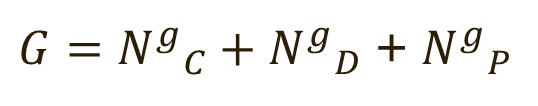 G = N^g_C + N^g_D + N^g_P